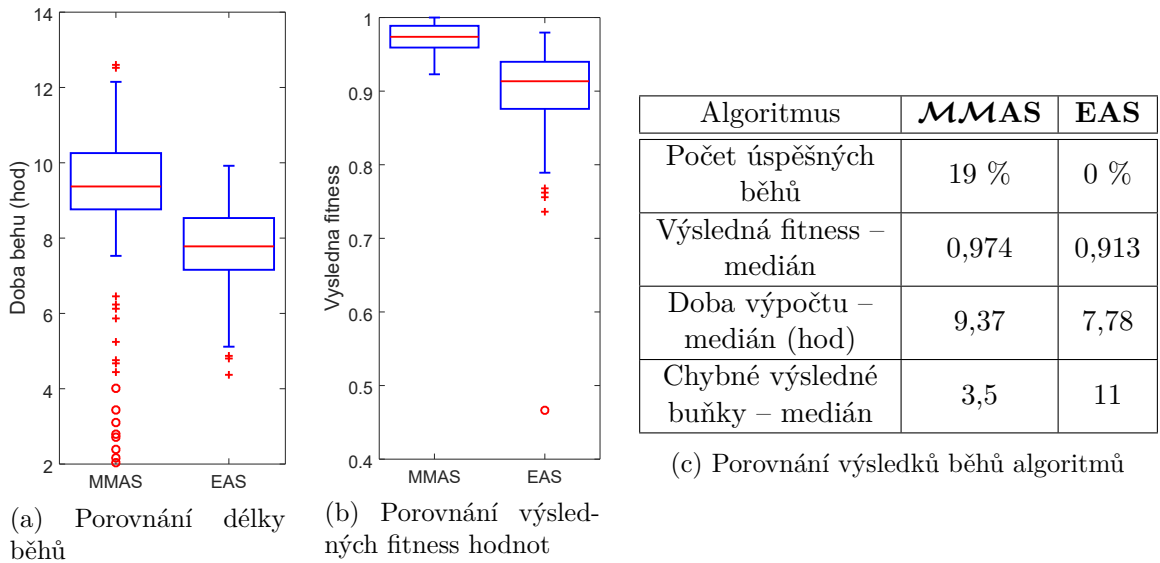 14
12
10
8
6
4
2
Doba behu (hod)
MMAS EAS
(a) Porovnání délky
běhů
1
0.9
0.8
0.7
0.6
0.5
0.4
Vysledna fitness
MMAS EAS
(b) Porovnání výsled-
ných fitness hodnot
Algoritmus MMAS EAS
Počet úspěšných
běhů 19 % 0 %
Výsledná fitness –
medián 0,974 0,913
Doba výpočtu –
medián (hod) 9,37 7,78
Chybné výsledné
buňky – medián 3,5 11
(c) Porovnání výsledků běhů algoritmů